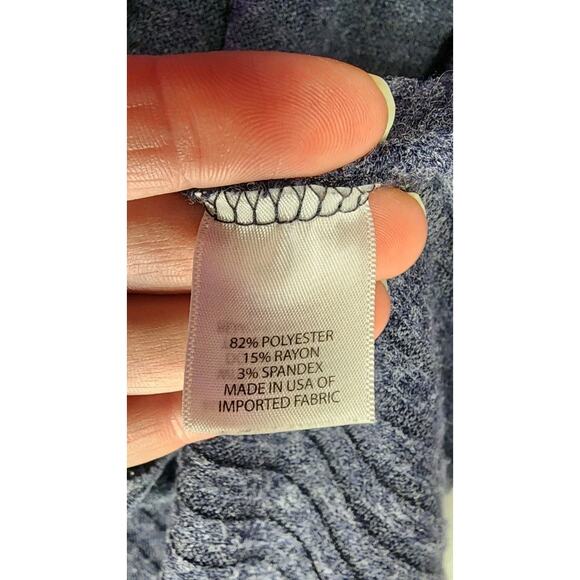 82% POLYESTER
15% RAYON
3% SPANDEX
MADE IN USA OF
IMPORTED FABRIC